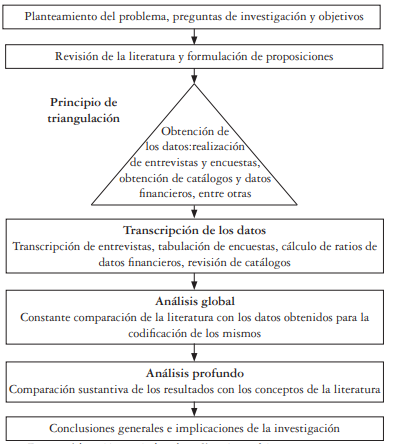 Planteamiento del problema, preguntas de investigación y objetivos
Revisión de la literatura y formulación de proposiciones
Principio de
triangulación
Obtención de
los datos:realización
de entrevistas y encuestas,
obtención de catálogos y datos
financieros, entre otras
Transcripción de los datos
Transcripción de entrevistas, tabulación de encuestas, cálculo de ratios de
datos financieros, revisión de catálogos
Análisis global
Constante comparación de la literatura con los datos obtenidos para la
codificación de los mismos
Análisis profundo
Comparación sustantiva de los resultados con los conceptos de la literatura
Conclusiones generales e implicaciones de la investigación